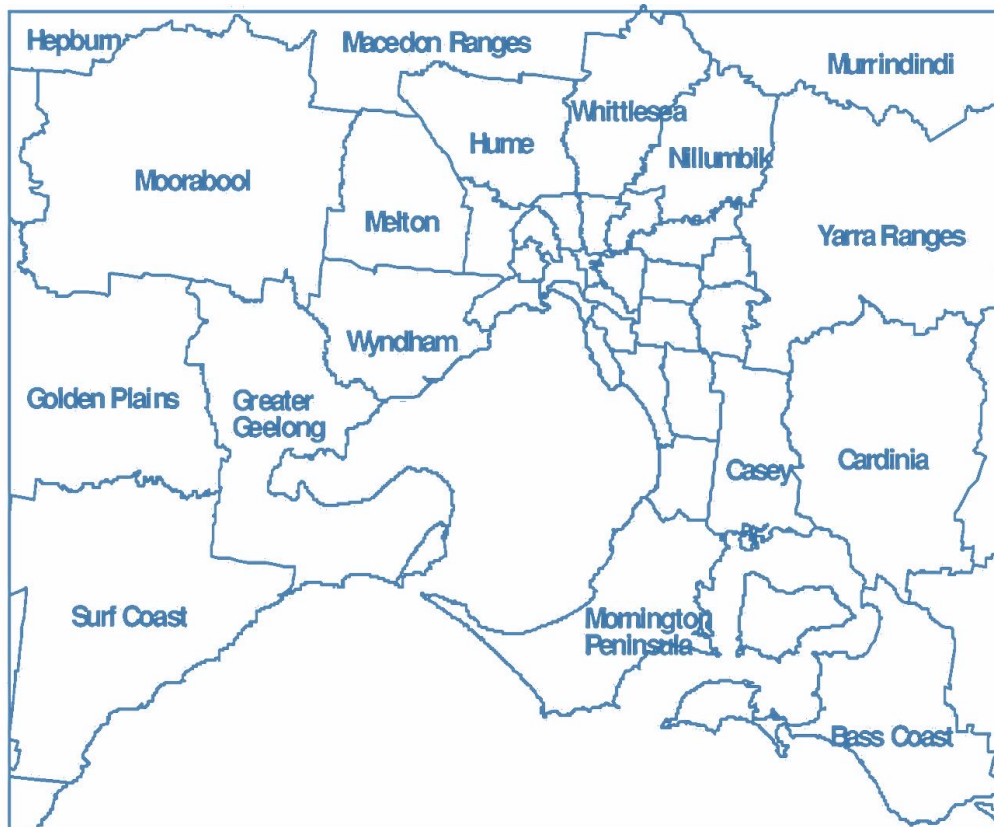 Hepburn
Macedon Ranges
Murrindindi
Whittlesea
Hume
Nillumbik
Moorabool
Melton
Yarra Ranges
Wyndham
Golden Plains
Greater
Geelong
Casey
Cardinia
Surf Coast
Mornington
Peninsula
Bass Coast